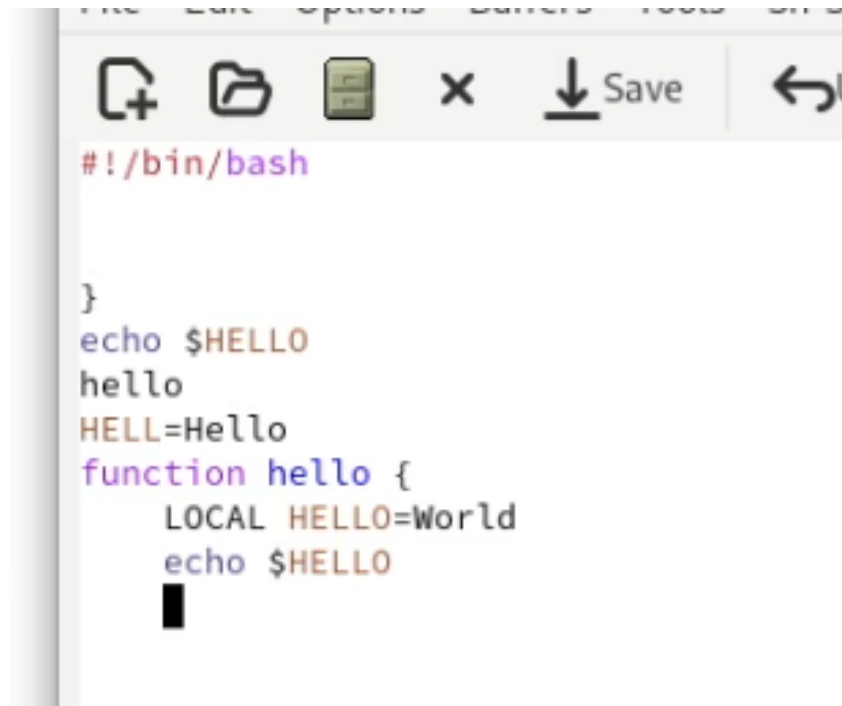 Save
#!/bin/bash
}
echo $HELLO
hello
HELL=Hello
function hello {
LOCAL HELLO=World
echo $HELLO